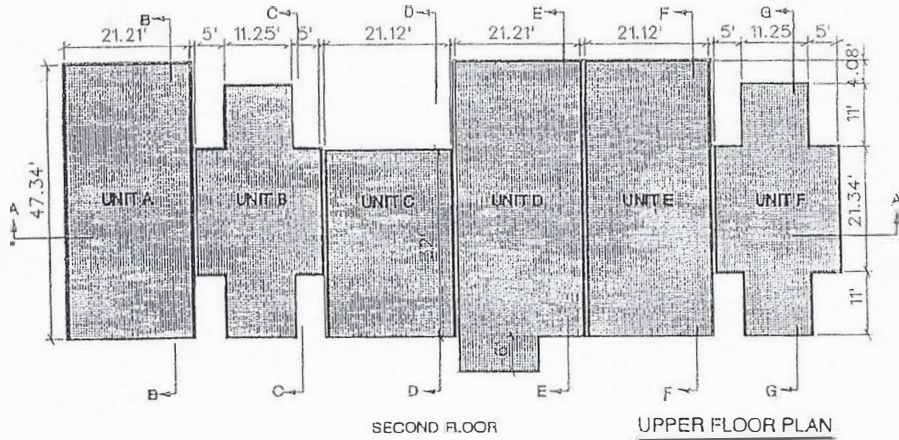 B C D E F G
21.21' 5' 11.25' 5' 21.12' 21.21' 21.12' 5' 11.25' 5'
4.08'
11'
47.34'
UNIT A UNIT B UNIT C UNIT D UNIT E UNIT F
21.34'
A A
11'
B C D E F G
SECOND FLOOR
UPPER FLOOR PLAN